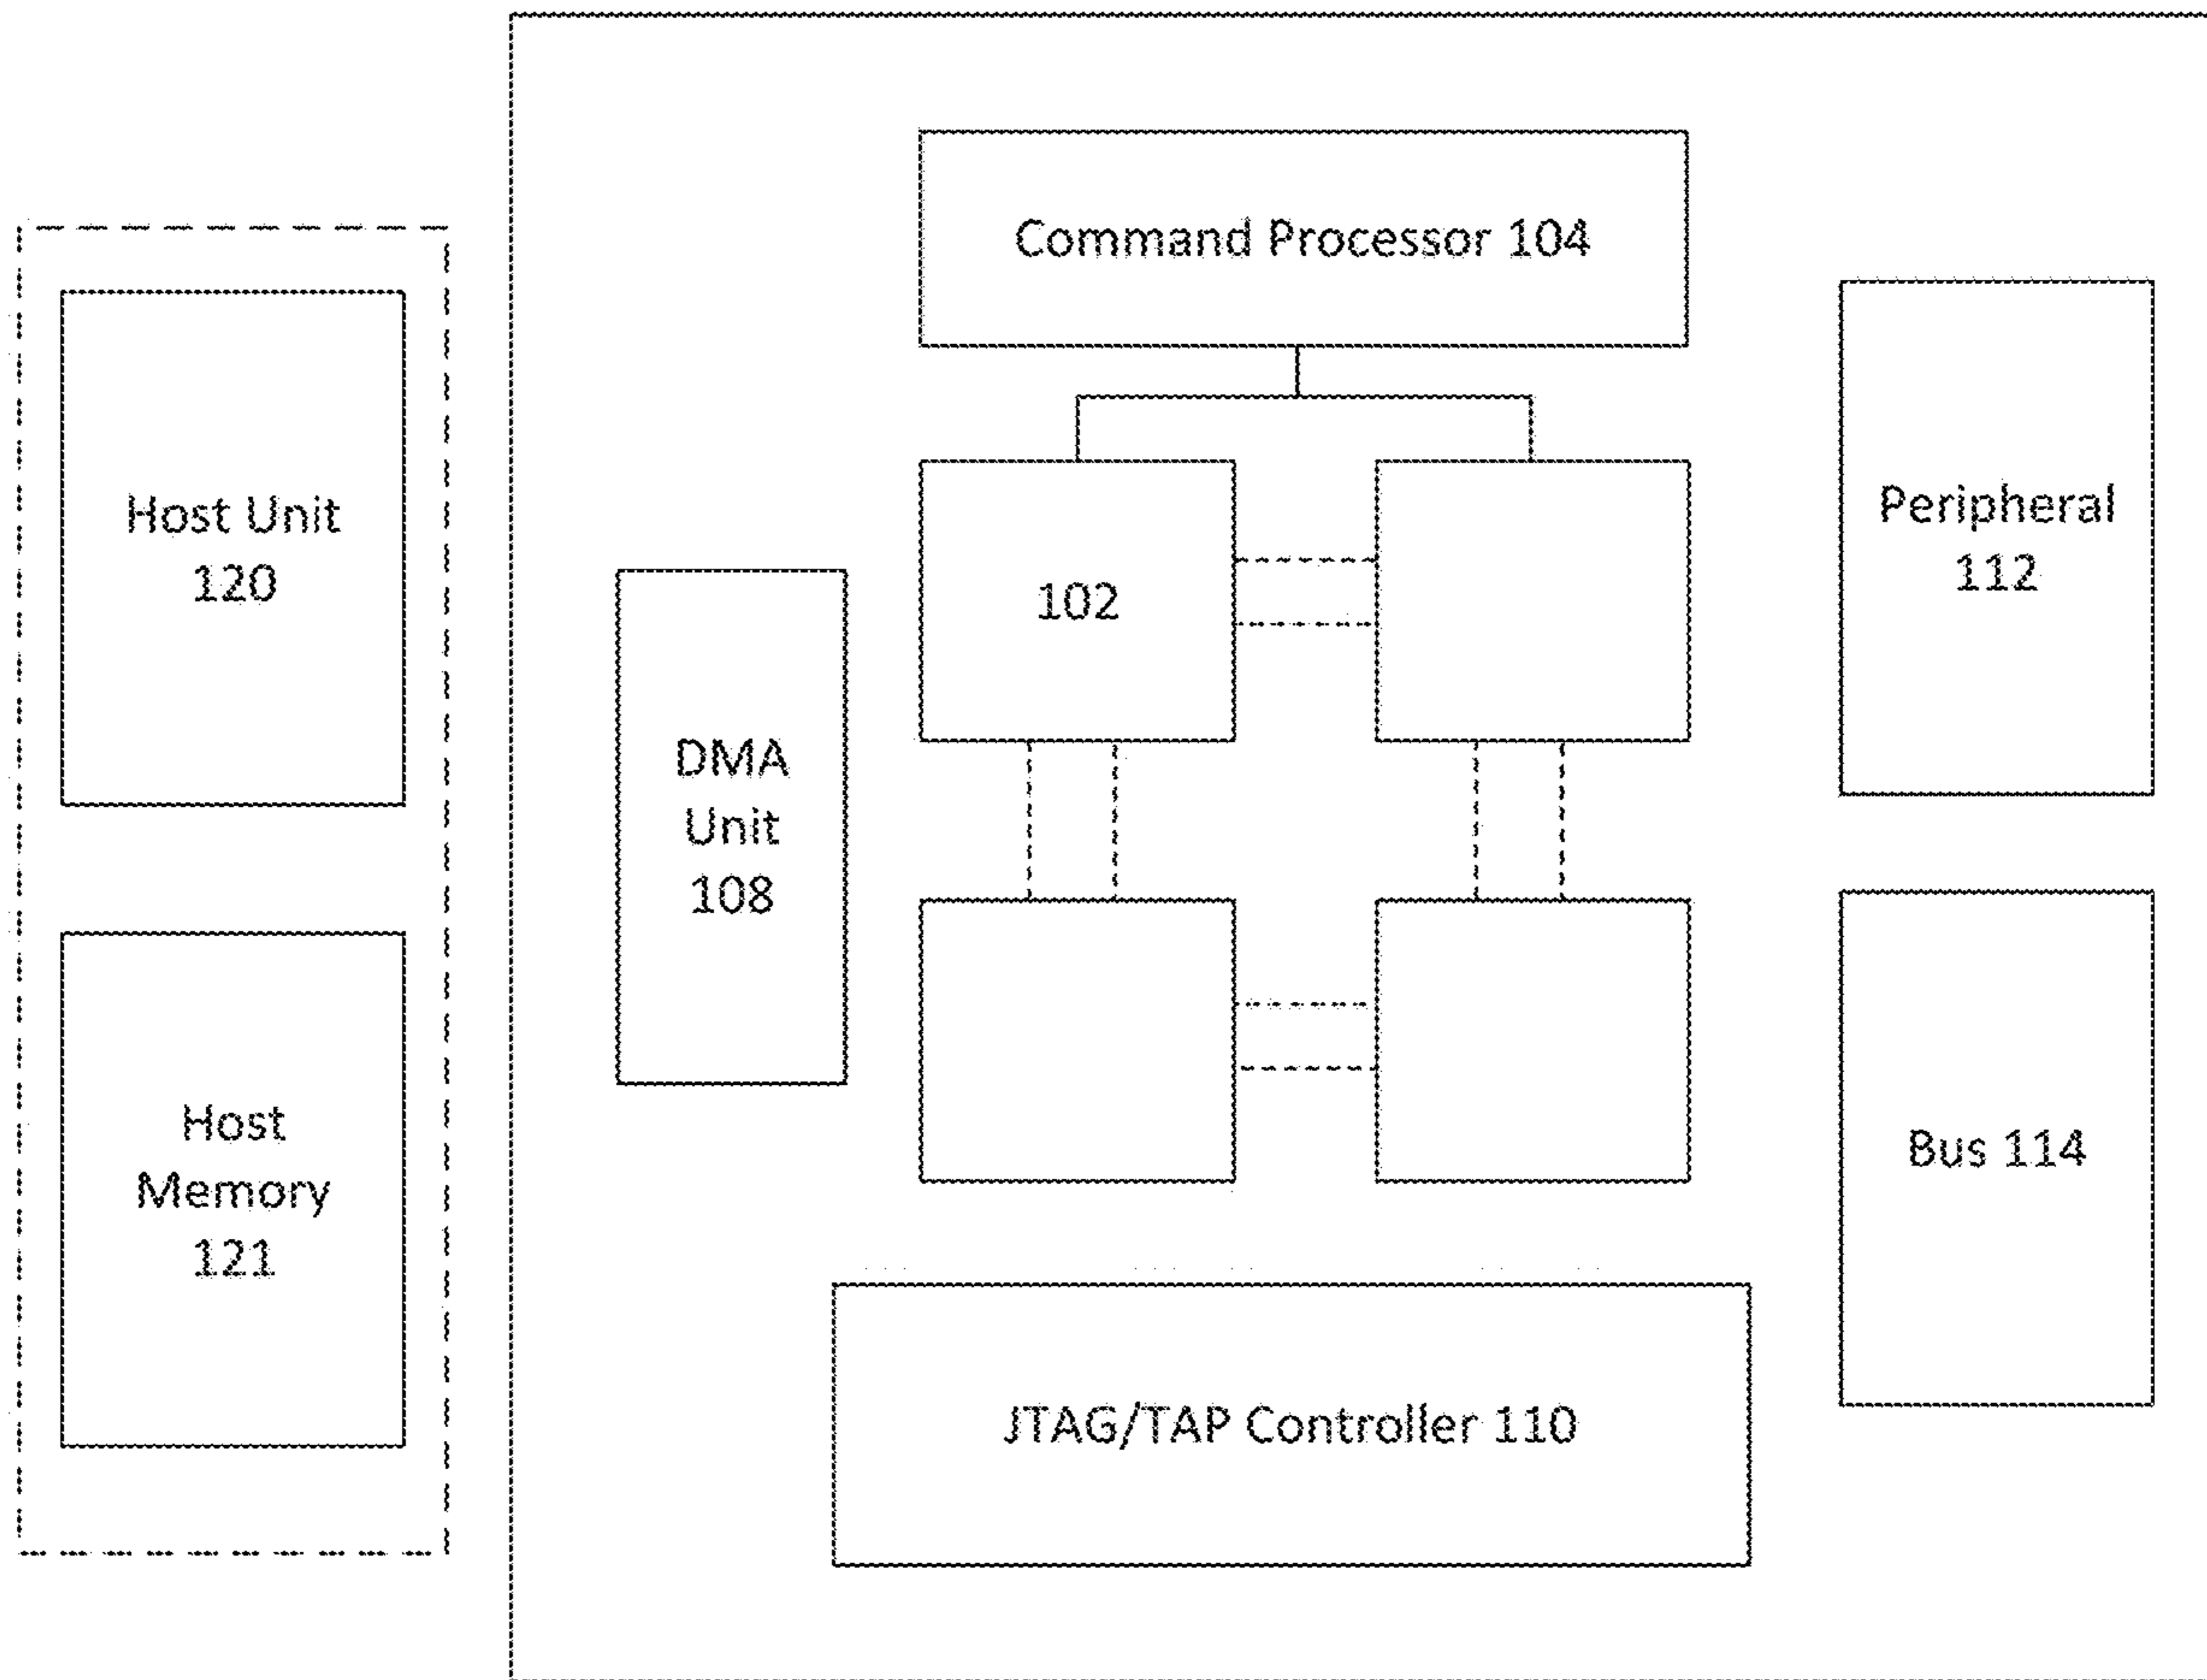 Command Processor 104
Host Unit
120
102
Peripheral
112
DMA
Unit
108
Host
Memory
121
Bus 114
JTAG/TAP Controller 110